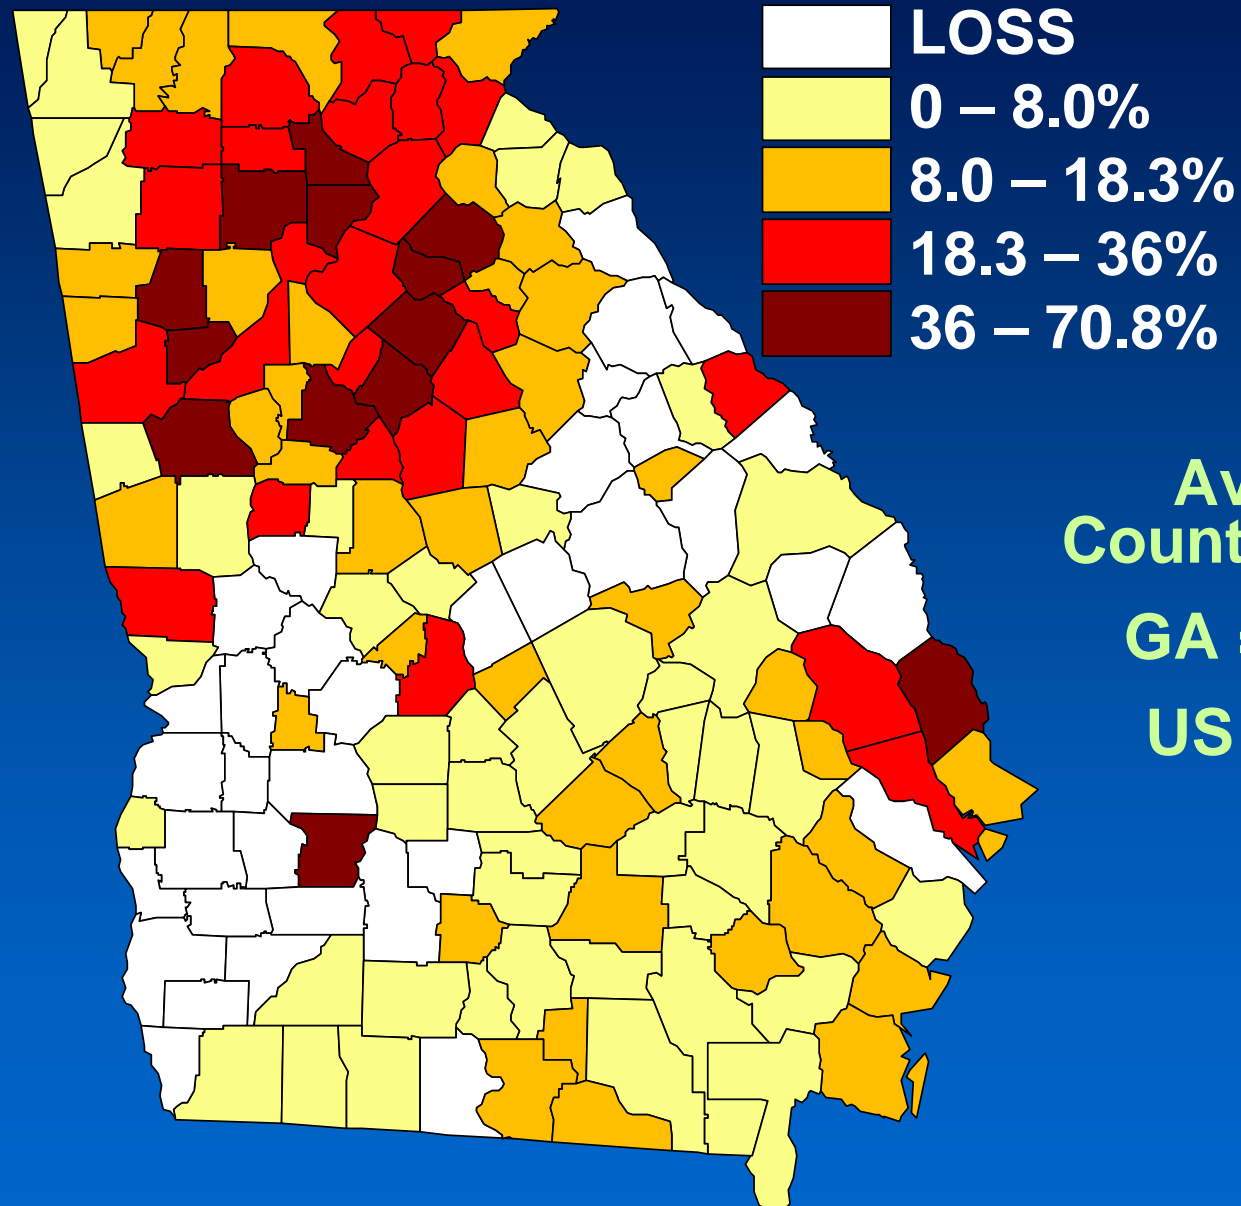 LOSS
0 – 8.0%
8.0 – 18.3%
18.3 – 36%
36 – 70.8%
Av
Count
GA
US